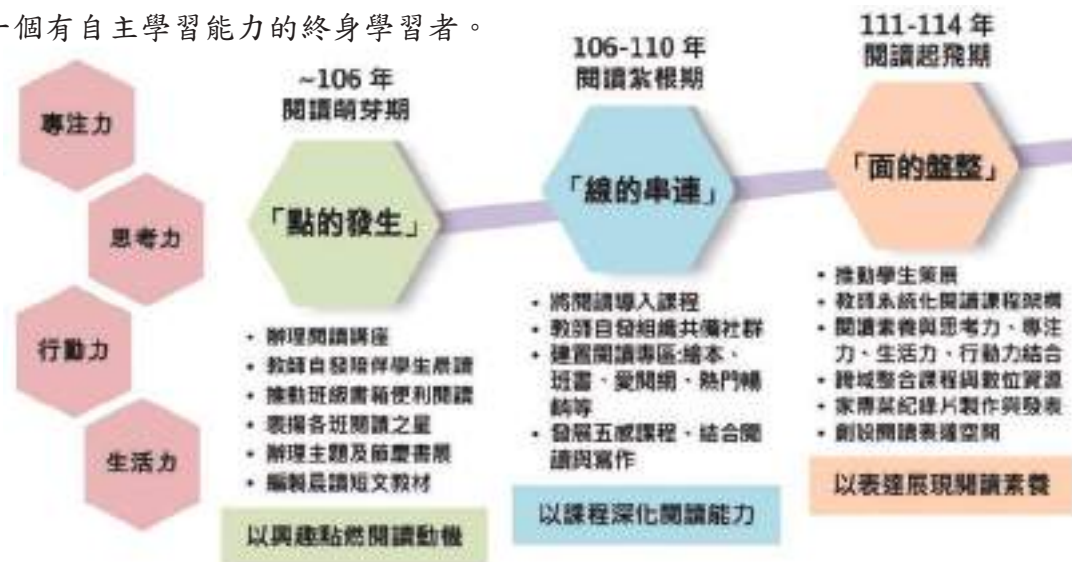 一個有自主學習能力的終身學習者。
專注力
思考力
行動力
生活力
~106 年
閱讀萌芽期
「點的發生」
• 辦理閱讀講座
• 教師自發陪伴學生晨讀
• 推動班級書箱便利閱讀
• 表揚各班閱讀之星
• 辦理主題及節慶書展
• 編製晨讀短文教材
以興趣點燃閱讀動機
106-110 年
閱讀紮根期
「線的串連」
• 將閱讀導入課程
• 教師自發組織共備社群
• 建置閱讀專區:繪本、
班書、愛閱網、熱門暢
銷等
• 發展五感課程、結合閱
讀與寫作
以課程深化閱讀能力
111-114 年
閱讀起飛期
「面的盤整」
• 推動學生策展
• 教師系統化閱讀課程架構
• 閱讀素養與思考力、專注
力、生活力、行動力結合
• 跨域整合課程與數位資源
• 家傳菜紀錄片製作與發表
• 創設閱讀表達空間
以表達展現閱讀素養